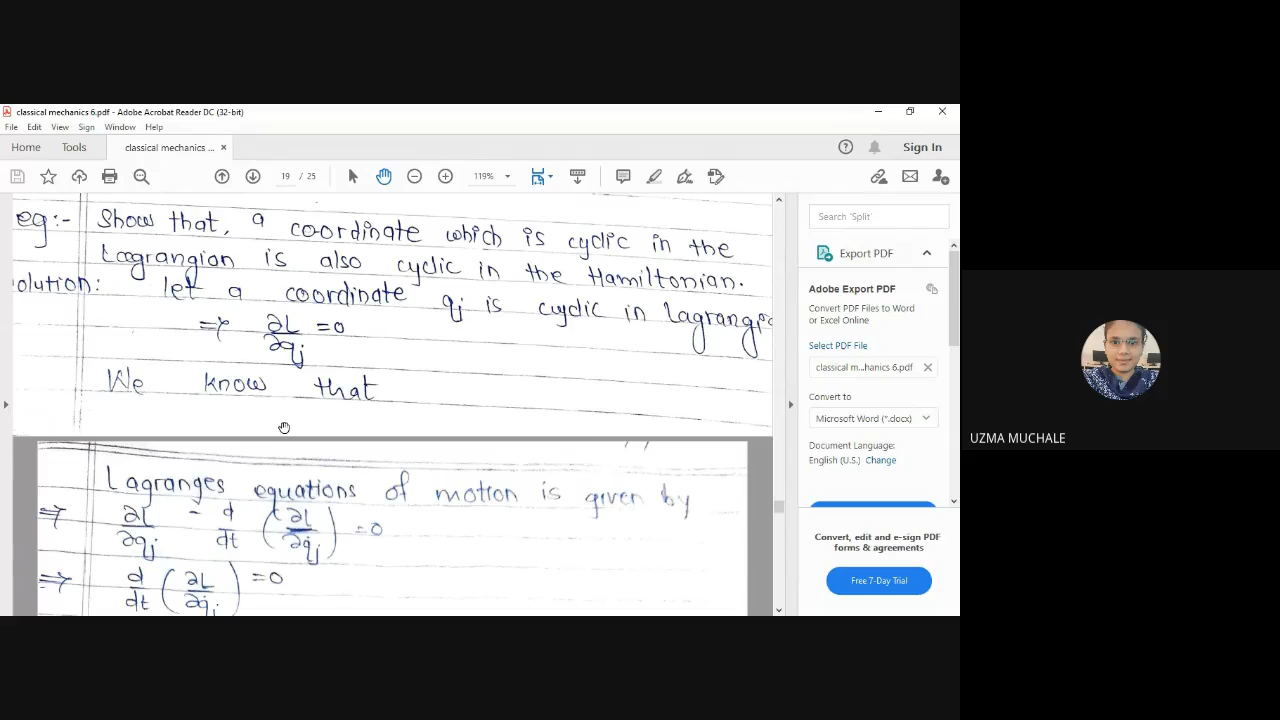 classical mechanics 6.pdf - Adobe Acrobat Reader DC (32-bit)
File Edit View Sign Window Help
Home Tools classical mechanics ... × Sign In
19 / 25 119%
eg:- Show that, a coordinate which is cyclic in the
Laagrangian is also cyclic in the Hamiltonian.
olution: let a coordinate qj is cyclic in lagrangia
=> ∂L/∂qj =0
We know that
Lagranges equations of motion is given by
=> ∂L/∂qj - d/dt (∂L/∂q̇j) =0
=> d/dt (∂L/∂q̇j) =0
Search 'Split'
Export PDF
Adobe Export PDF
Convert PDF Files to Word
or Excel Online
Select PDF File
classical m...hanics 6.pdf ×
Convert to
Microsoft Word (*.docx)
Document Language:
English (U.S.) Change
Convert, edit and e-sign PDF
forms & agreements
Free 7-Day Trial
UZMA MUCHALE